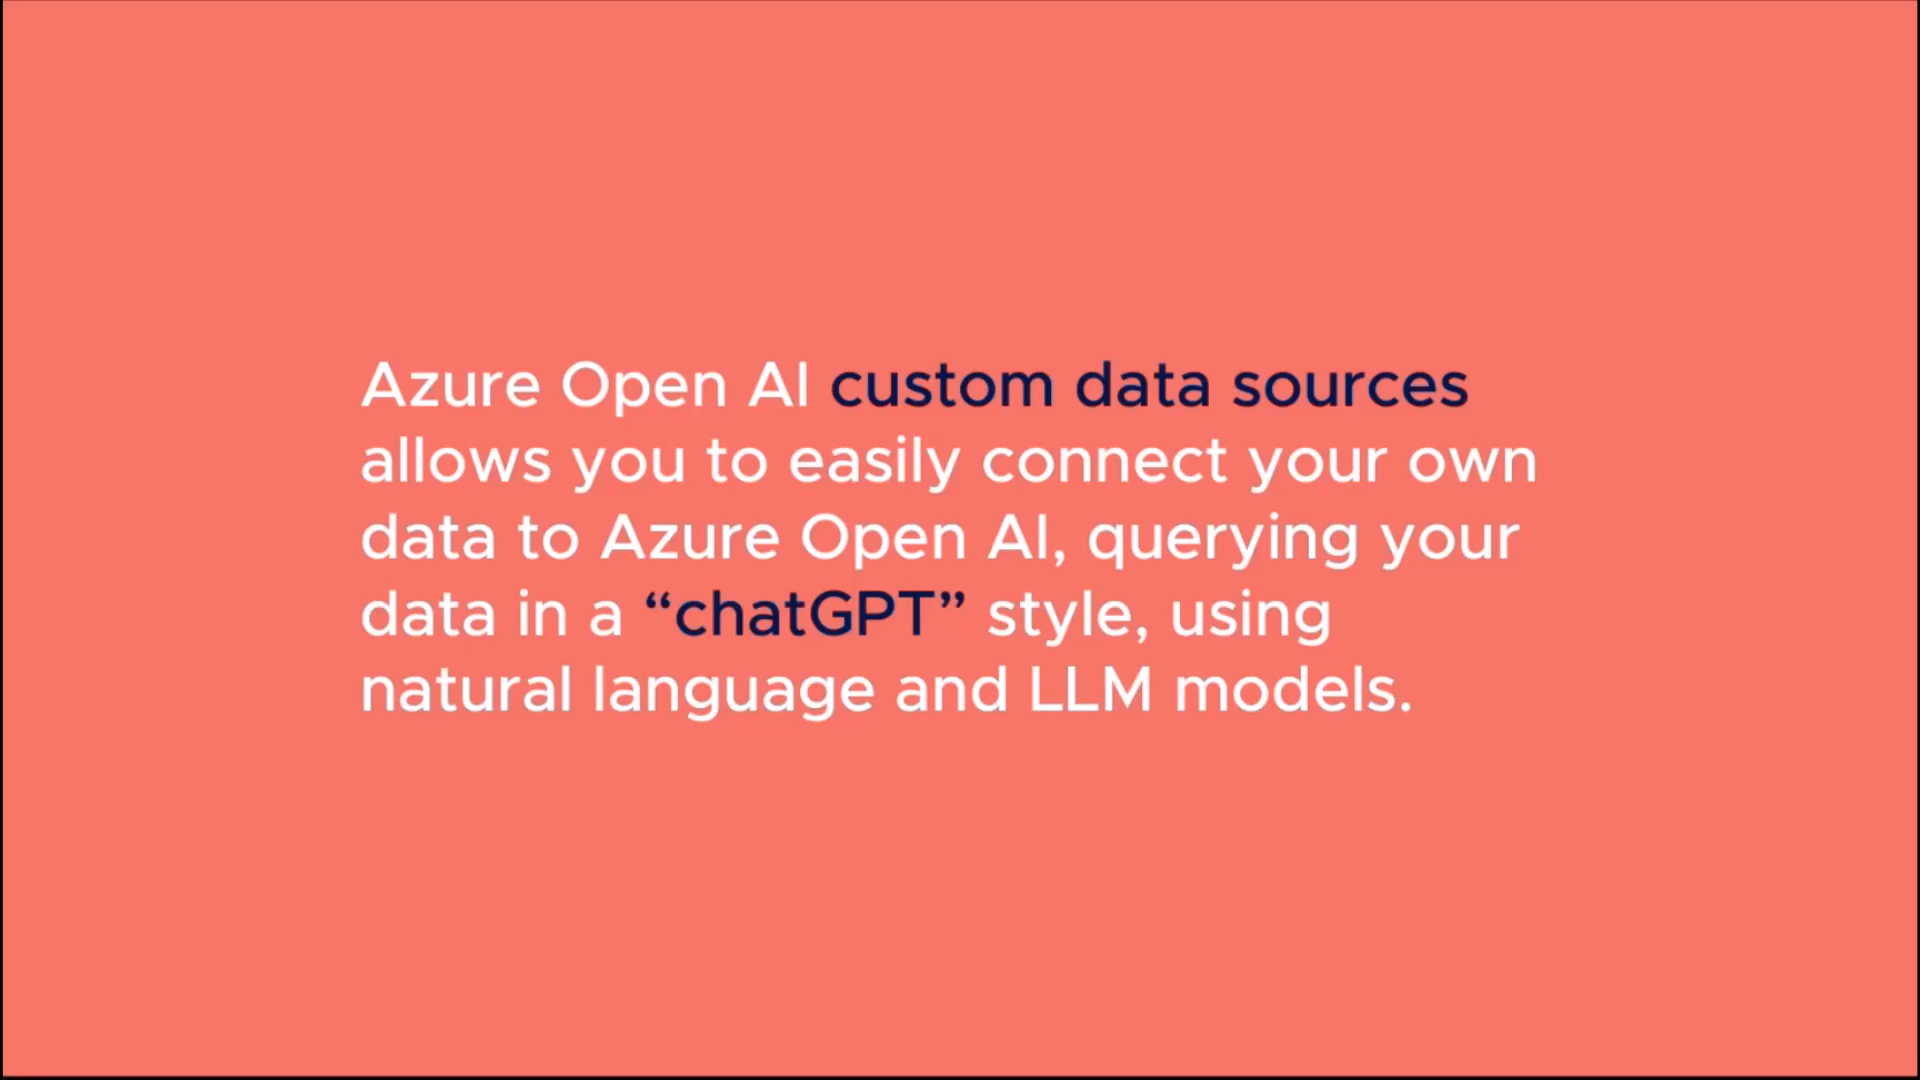 Azure Open AI custom data sources
allows you to easily connect your own
data to Azure Open AI, querying your
data in a “chatGPT” style, using
natural language and LLM models.